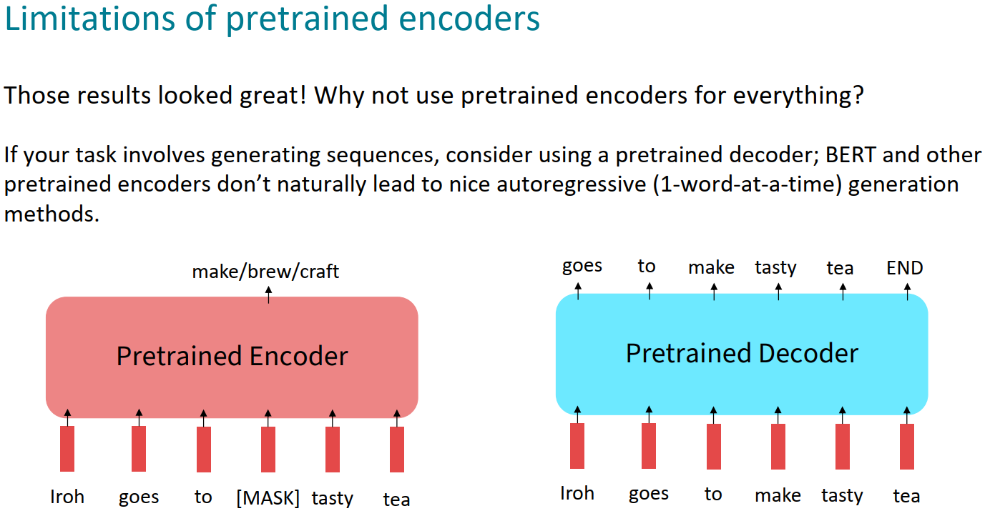 Limitations of pretrained encoders
Those results looked great! Why not use pretrained encoders for everything?
If your task involves generating sequences, consider using a pretrained decoder; BERT and other
pretrained encoders don’t naturally lead to nice autoregressive (1-word-at-a-time) generation
methods.
make/brew/craft
Pretrained Encoder
Iroh goes to [MASK] tasty tea
goes to make tasty tea END
Pretrained Decoder
Iroh goes to make tasty tea